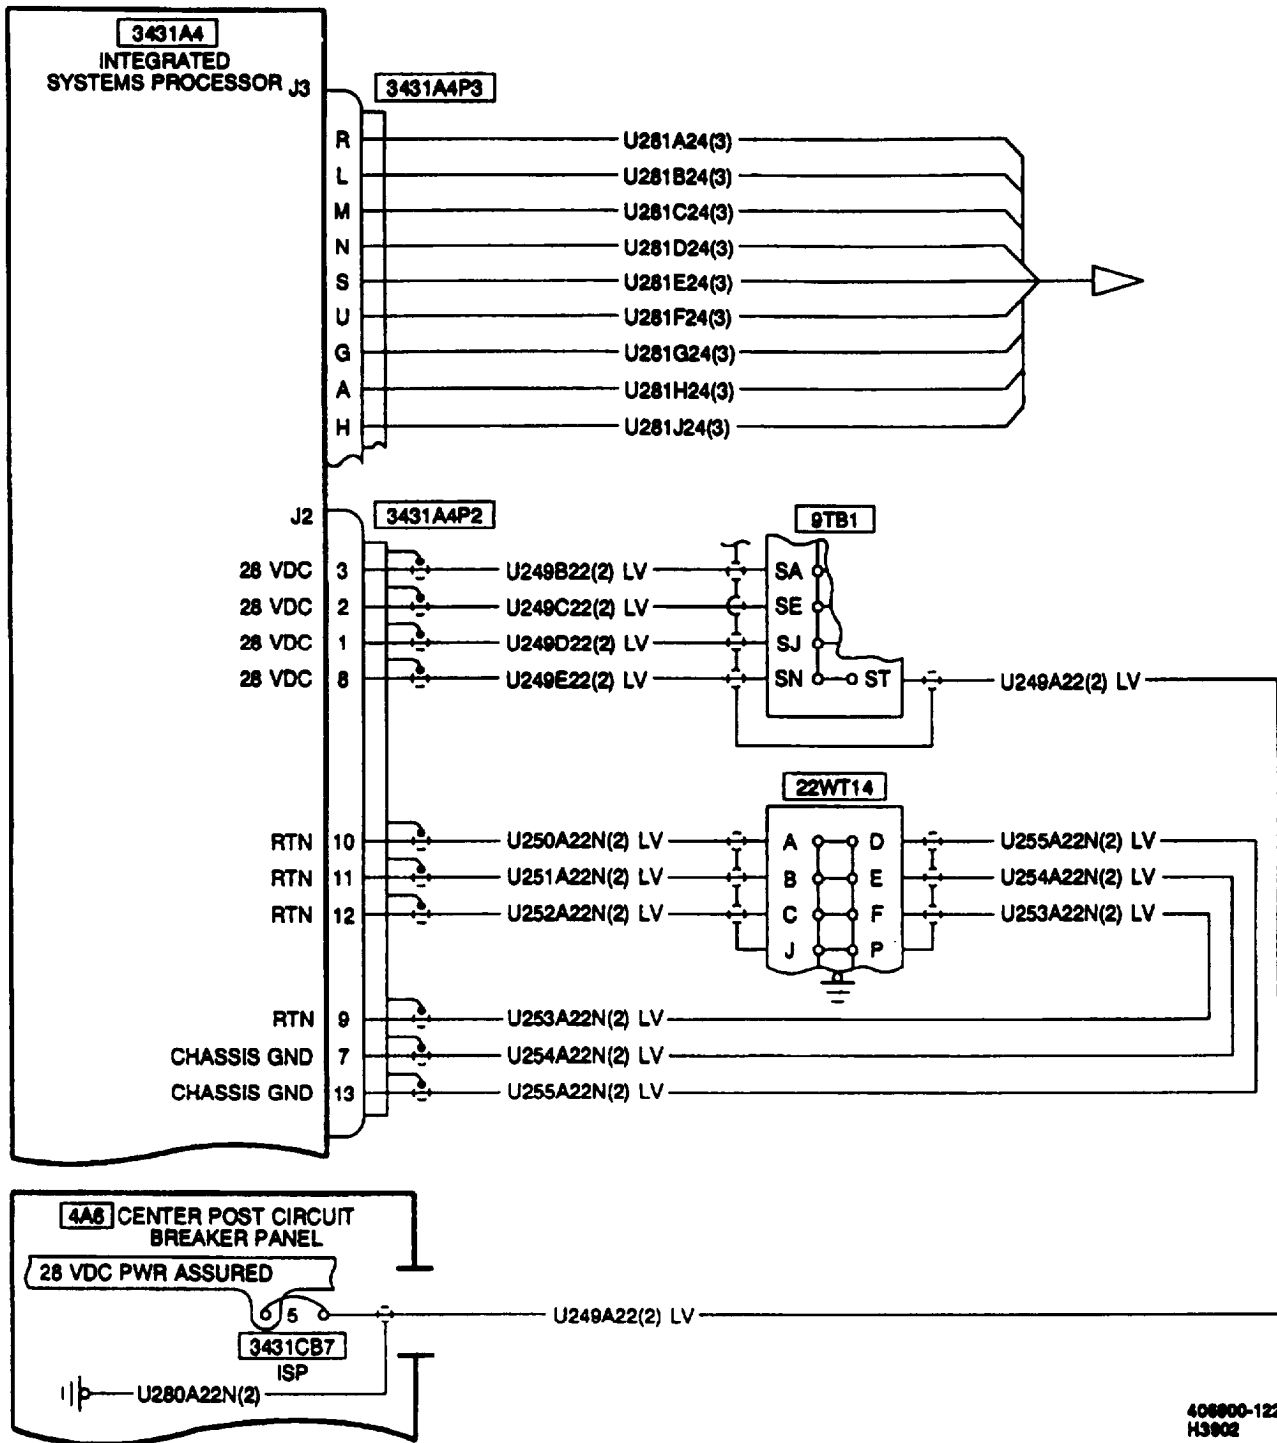 3431A4
INTEGRATED
SYSTEMS PROCESSOR
J3
3431A4P3
R U281A24(3)
L U281B24(3)
M U281C24(3)
N U281D24(3)
S U281E24(3)
U U281F24(3)
G U281G24(3)
A U281H24(3)
H U281J24(3)
J2
3431A4P2
9TB1
28 VDC 3 U249B22(2) LV SA
28 VDC 2 U249C22(2) LV SE
28 VDC 1 U249D22(2) LV SJ
28 VDC 8 U249E22(2) LV SN ST U249A22(2) LV
22WT14
RTN 10 U250A22N(2) LV A D U255A22N(2) LV
RTN 11 U251A22N(2) LV B E U254A22N(2) LV
RTN 12 U252A22N(2) LV C F U253A22N(2) LV
J P
RTN 9 U253A22N(2) LV
CHASSIS GND 7 U254A22N(2) LV
CHASSIS GND 13 U255A22N(2) LV
4A6 CENTER POST CIRCUIT
BREAKER PANEL
28 VDC PWR ASSURED
5 U249A22(2) LV
3431CB7
ISP
U280A22N(2)
H3902